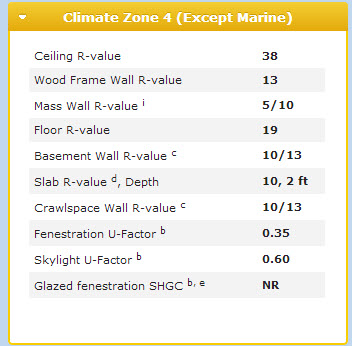 Climate Zone 4 (Except Marine)
Ceiling R-value 38
Wood Frame Wall R-value 13
Mass Wall R-value i 5/10
Floor R-value 19
Basement Wall R-value c 10/13
Slab R-value d, Depth 10, 2 ft
Crawlspace Wall R-value c 10/13
Fenestration U-Factor b 0.35
Skylight U-Factor b 0.60
Glazed fenestration SHGC b, e NR